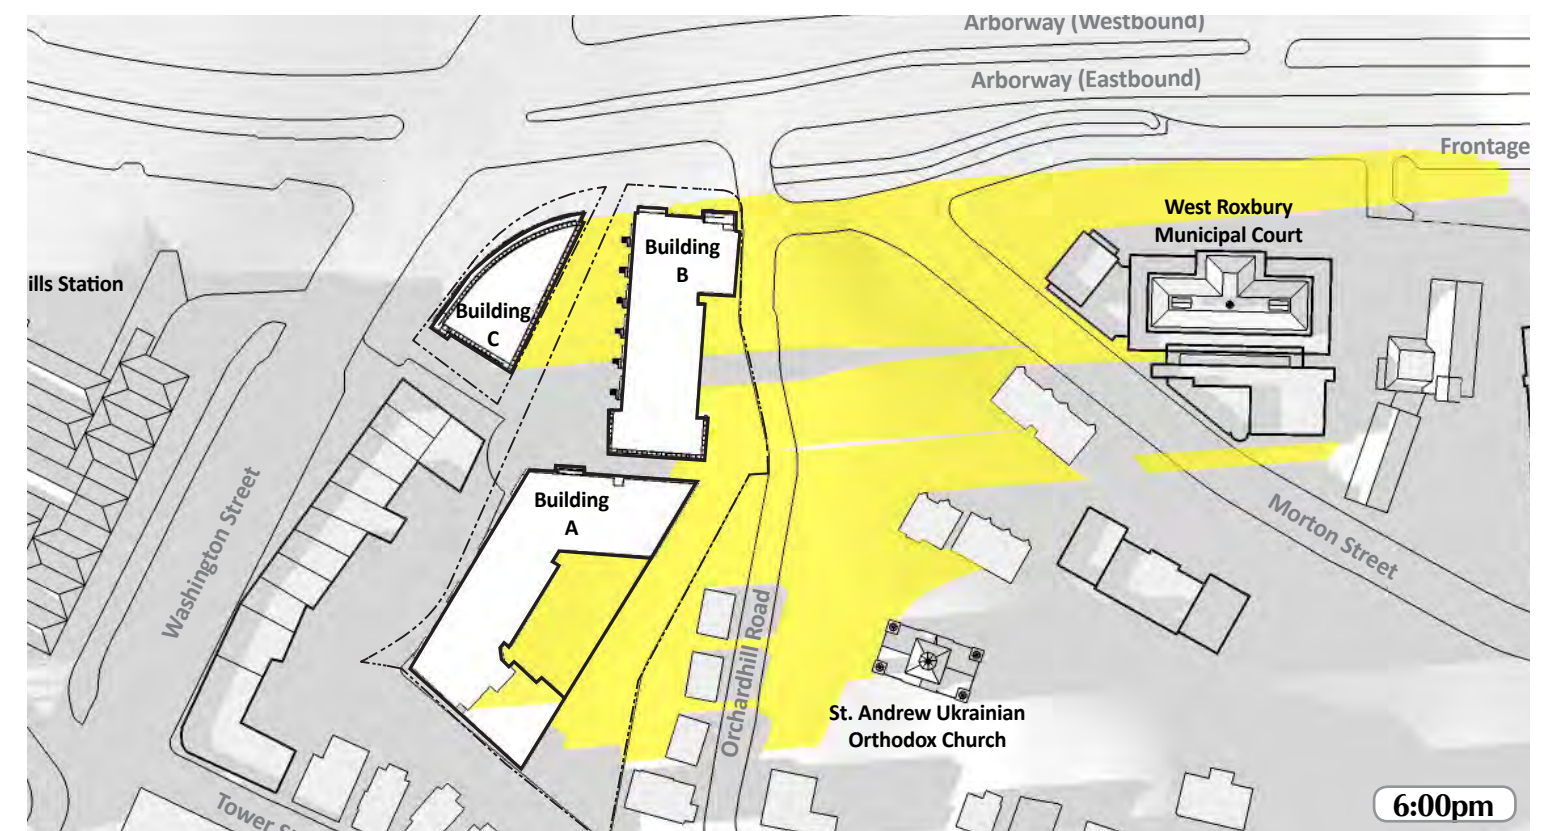 Arborway (Westbound)
Arborway (Eastbound)
Frontage
West Roxbury
Municipal Court
Building
B
ills Station
Building
C
Building
A
Washington Street
Morton Street
Orchardhill Road
St. Andrew Ukrainian
Orthodox Church
Tower S
6:00pm